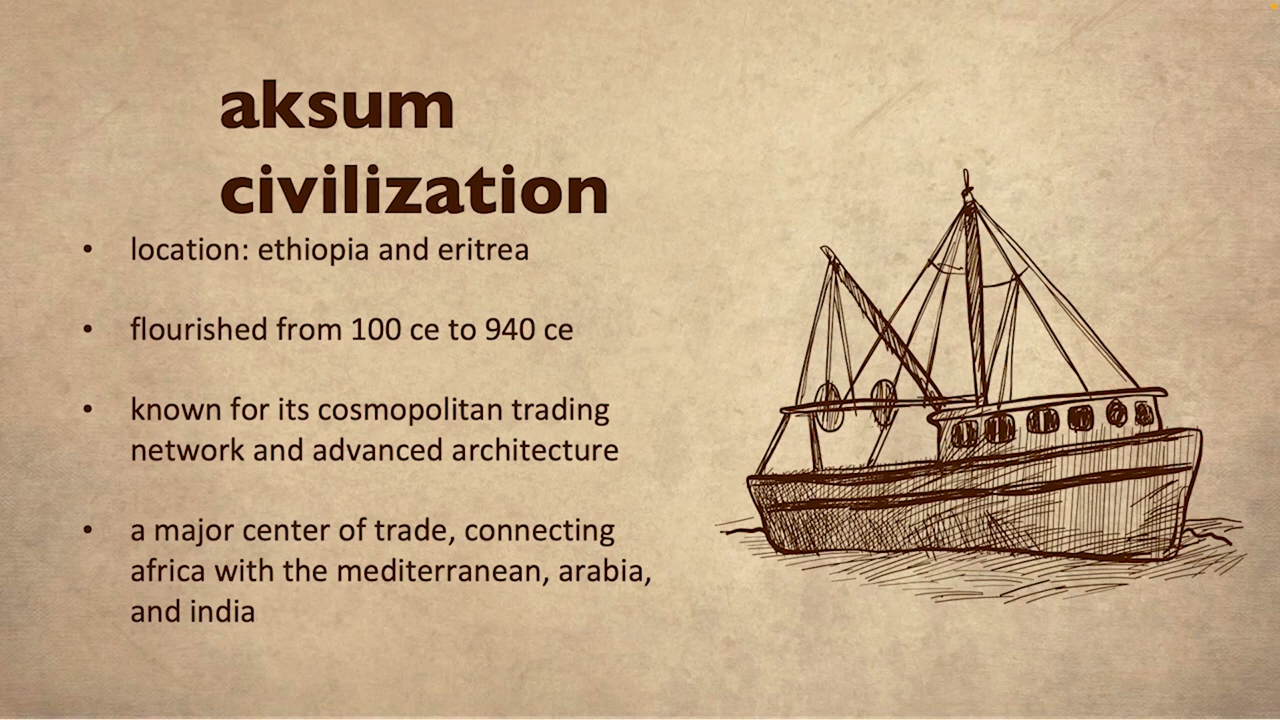 aksum
civilization
• location: ethiopia and eritrea
• flourished from 100 ce to 940 ce
• known for its cosmopolitan trading
network and advanced architecture
• a major center of trade, connecting
africa with the mediterranean, arabia,
and india